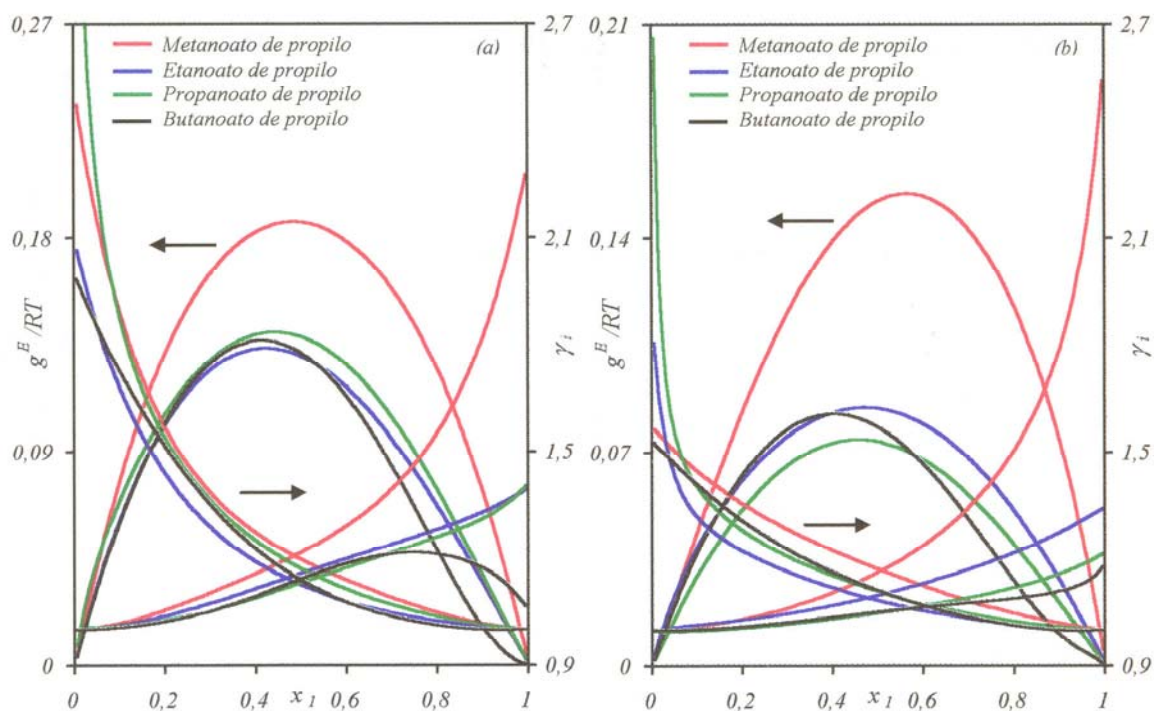 0,27
2,7
0,21
2,7
(a)
(b)
Metanoato de propilo
Etanoato de propilo
Propanoato de propilo
Butanoato de propilo
Metanoato de propilo
Etanoato de propilo
Propanoato de propilo
Butanoato de propilo
0,18
2,1
0,14
2,1
g^E/RT
γ_i
g^E/RT
γ_i
0,09
1,5
0,07
1,5
0
0,9
0
0,9
0 0,2 0,4 x_1 0,6 0,8 1
0 0,2 0,4 x_1 0,6 0,8 1